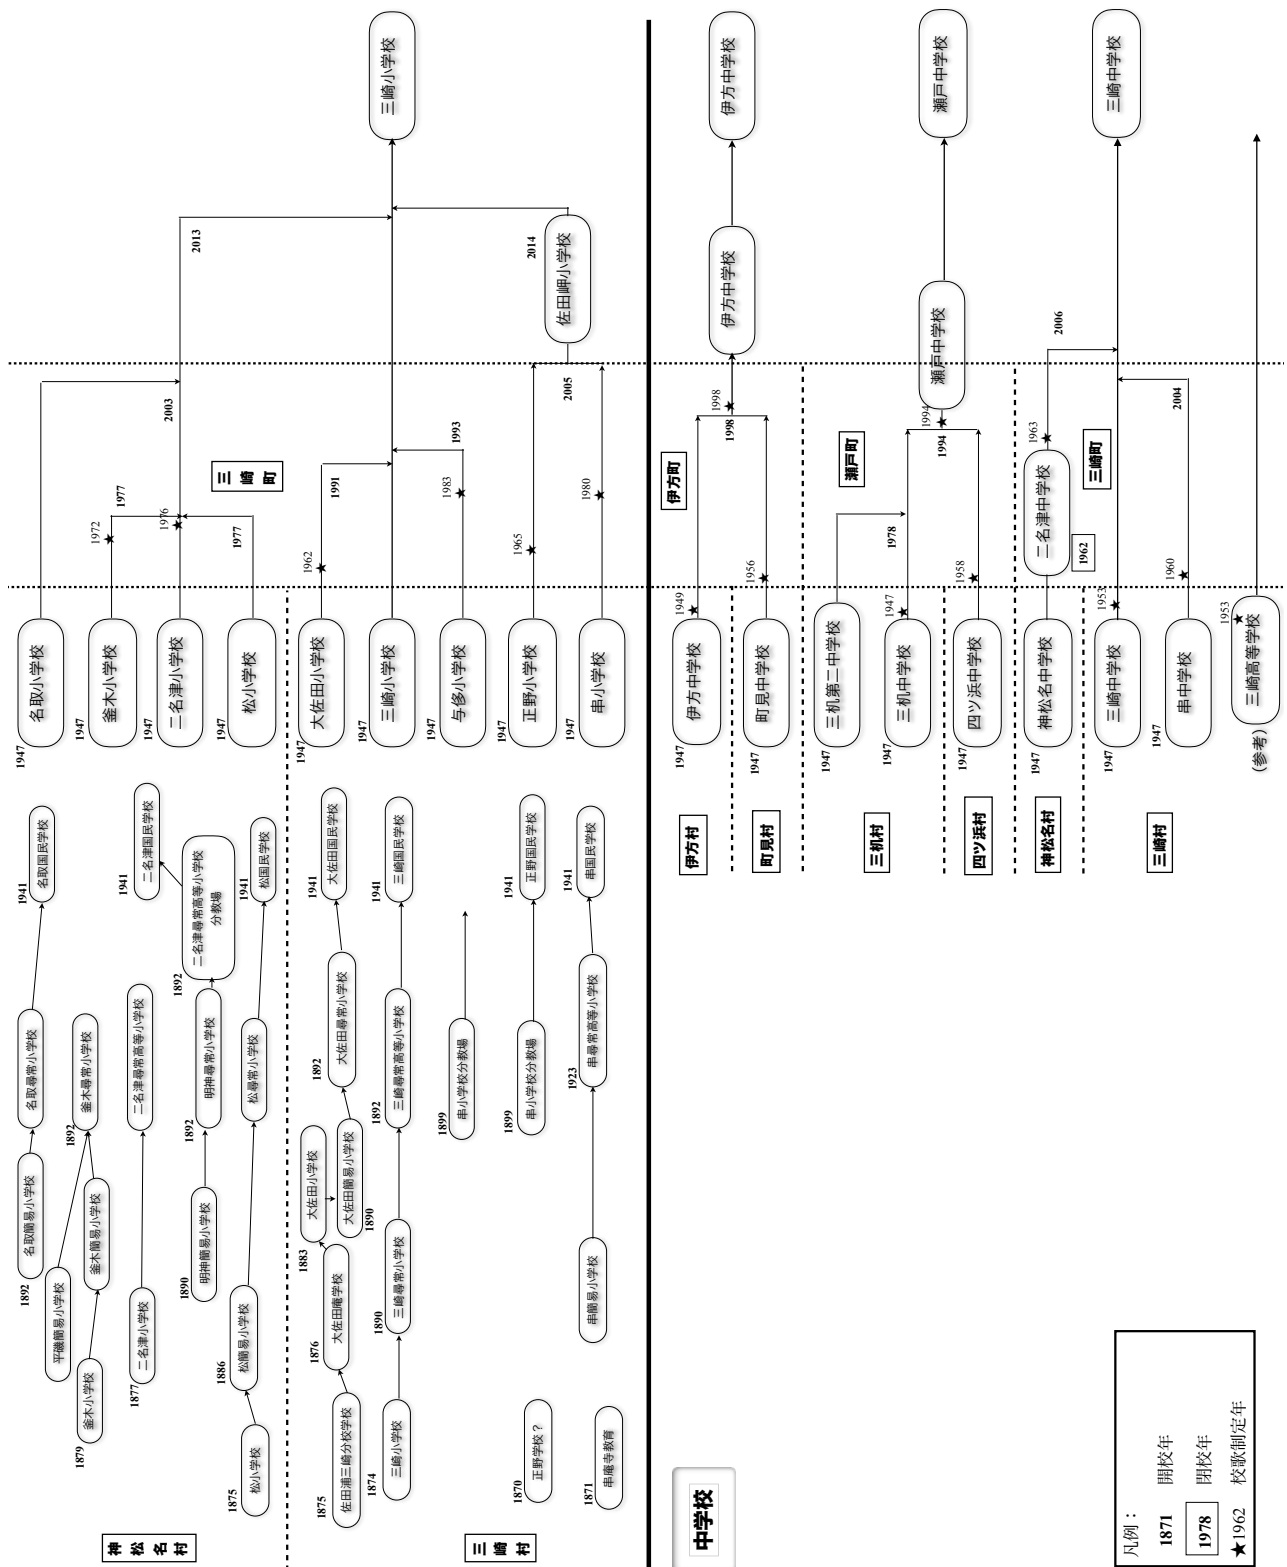 神松名村
1875
松小学校
1886
松簡易小学校
松尋常小学校
1941
松国民学校
1947
松小学校
1977
1890
明神簡易小学校
1892
明神尋常小学校
1892
二名津尋常高等小学校
分教場
1877
二名津小学校
二名津尋常高等小学校
1941
二名津国民学校
1947
二名津小学校
1976
★
2003
2013
1879
釜木小学校
平磯簡易小学校
釜木簡易小学校
1892
釜木尋常小学校
1947
釜木小学校
1972
★
1977
1892
名取簡易小学校
名取尋常小学校
1941
名取国民学校
1947
名取小学校
三崎町
三崎村
1875
佐田浦三崎分校学校
1876
大佐田庵学校
1883
大佐田小学校
1890
大佐田簡易小学校
1892
大佐田尋常小学校
1941
大佐田国民学校
1947
大佐田小学校
1962
★
1991
1874
三崎小学校
1890
三崎尋常小学校
1892
三崎尋常高等小学校
1941
三崎国民学校
1947
三崎小学校
三崎小学校
1899
串小学校分教場
1947
与侈小学校
1983
★
1993
1870
正野学校？
1899
串小学校分教場
1941
正野国民学校
1947
正野小学校
1965
★
2005
佐田岬小学校
2014
1871
串庵寺教育
串簡易小学校
1923
串尋常高等小学校
1941
串国民学校
1947
串小学校
1980
★
中学校
伊方村
1947
伊方中学校
1949
★
伊方町
1998
★
1998
伊方中学校
伊方中学校
町見村
1947
町見中学校
1956
★
三机村
1947
三机第二中学校
1978
1947
三机中学校
1947
★
瀬戸町
1994
★
1994
瀬戸中学校
瀬戸中学校
四ツ浜村
1947
四ツ浜中学校
1958
★
神松名村
1947
神松名中学校
1962
二名津中学校
1963
★
2006
三崎村
1947
三崎中学校
1953
★
三崎町
三崎中学校
1947
串中学校
1960
★
2004
(参考)
三崎高等学校
1953
★
凡例：
1871 開校年
1978 閉校年
★1962 校歌制定年